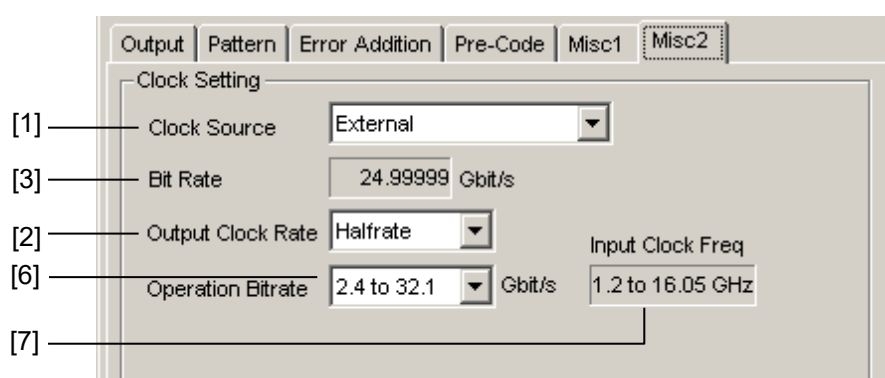 Output Pattern Error Addition Pre-Code Misc1 Misc2
Clock Setting
[1] Clock Source External
[3] Bit Rate 24.99999 Gbit/s
[2] Output Clock Rate Halfrate
Input Clock Freq
[6] Operation Bitrate 2.4 to 32.1 Gbit/s 1.2 to 16.05 GHz
[7]